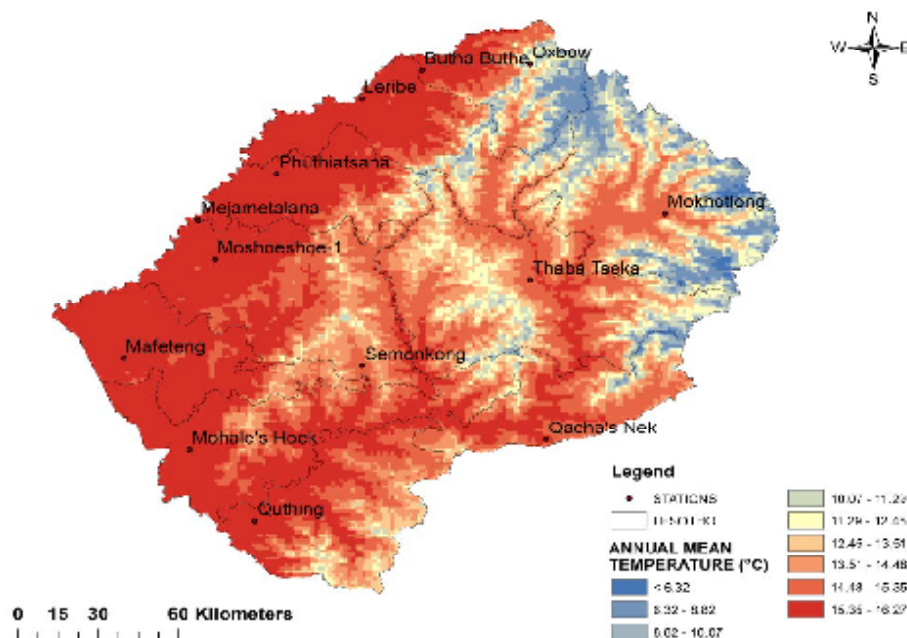 N
W E
S
Oxbow
Butha Buthe
Leribe
Phuthiatsana
Mokhotlong
Mejametalana
Moshoeshoe-1
Thaba Tseka
Mafeteng
Semonkong
Qacha's Nek
Mohale's Hoek
Quthing
Legend
STATIONS
LESOTHO
ANNUAL MEAN
TEMPERATURE (°C)
11.29 - 12.45
12.45 - 13.51
13.51 - 14.48
14.48 - 15.35
15.35 - 16.27
0 15 30 60 Kilometers